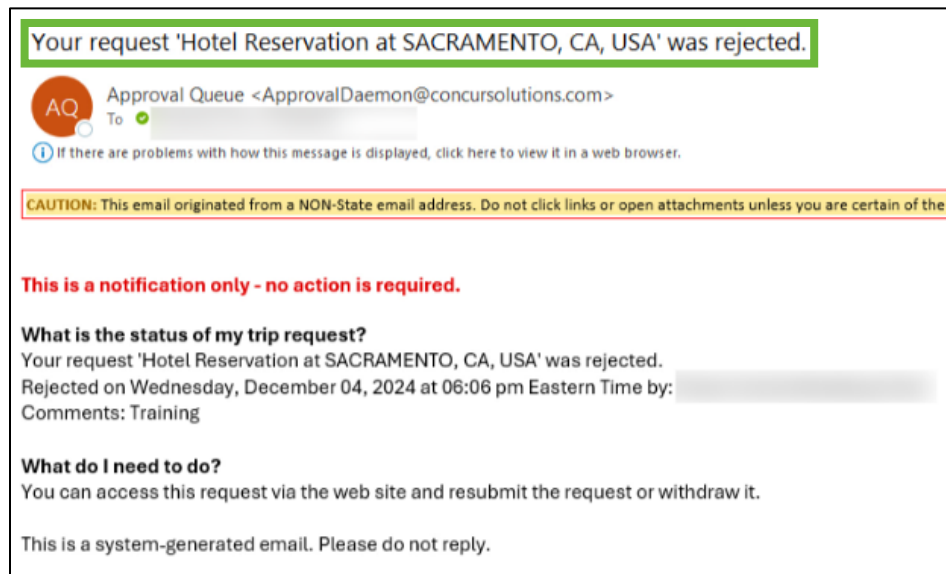 Your request 'Hotel Reservation at SACRAMENTO, CA, USA' was rejected.
AQ
Approval Queue <ApprovalDaemon@concursolutions.com>
To
If there are problems with how this message is displayed, click here to view it in a web browser.
CAUTION: This email originated from a NON-State email address. Do not click links or open attachments unless you are certain of the
This is a notification only - no action is required.
What is the status of my trip request?
Your request 'Hotel Reservation at SACRAMENTO, CA, USA' was rejected.
Rejected on Wednesday, December 04, 2024 at 06:06 pm Eastern Time by:
Comments: Training
What do I need to do?
You can access this request via the web site and resubmit the request or withdraw it.
This is a system-generated email. Please do not reply.